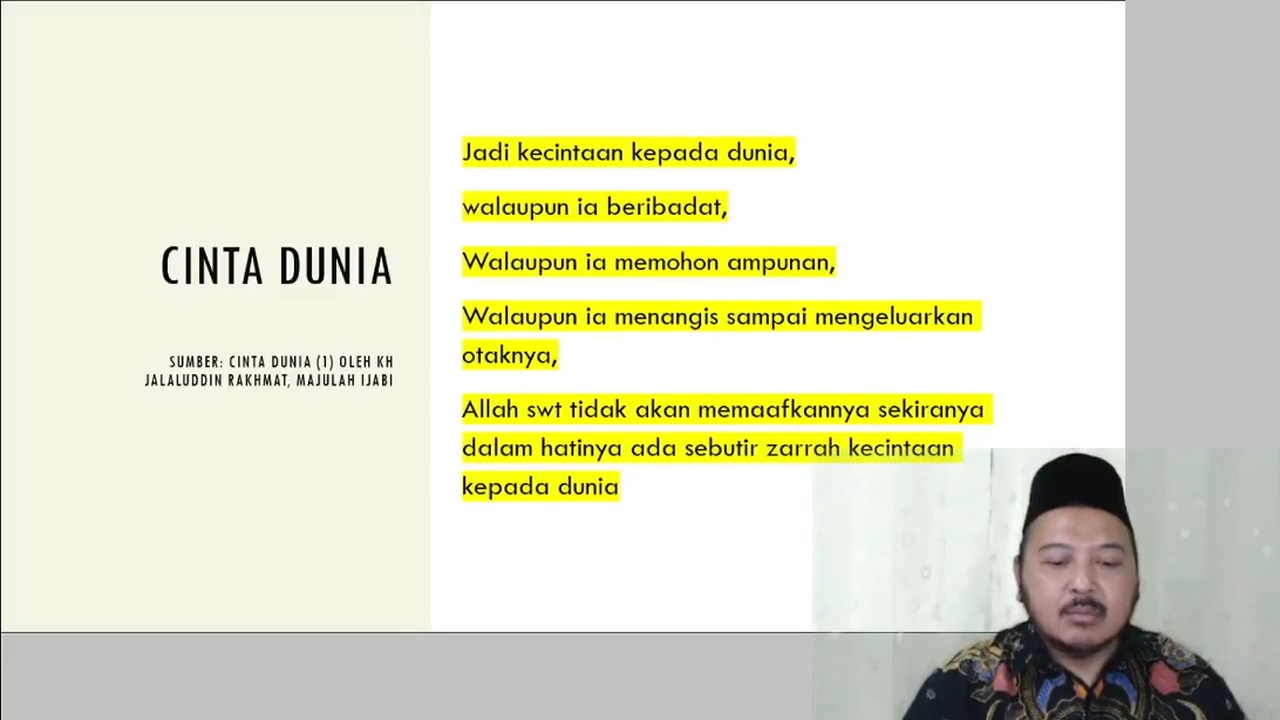 CINTA DUNIA
SUMBER: CINTA DUNIA (1) OLEH KH
JALALUDDIN RAKHMAT, MAJULAH IJABI
Jadi kecintaan kepada dunia,
walaupun ia beribadat,
Walaupun ia memohon ampunan,
Walaupun ia menangis sampai mengeluarkan
otaknya,
Allah swt tidak akan memaafkannya sekiranya
dalam hatinya ada sebutir zarrah kecintaan
kepada dunia